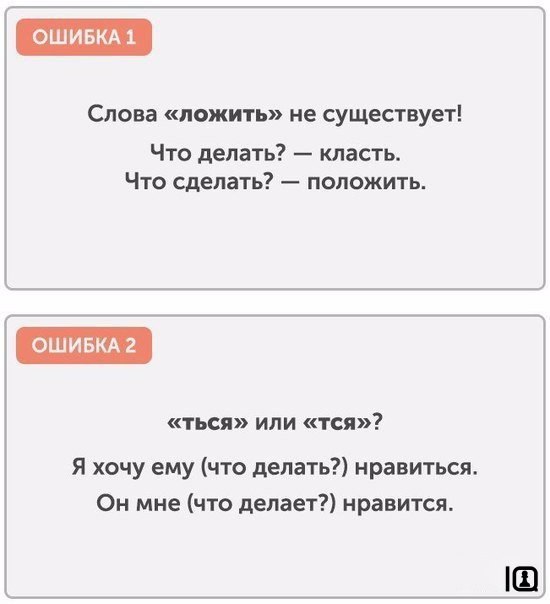 ОШИБКА 1
Слова «ложить» не существует!
Что делать? — класть.
Что сделать? — положить.
ОШИБКА 2
«ться» или «тся»?
Я хочу ему (что делать?) нравиться.
Он мне (что делает?) нравится.